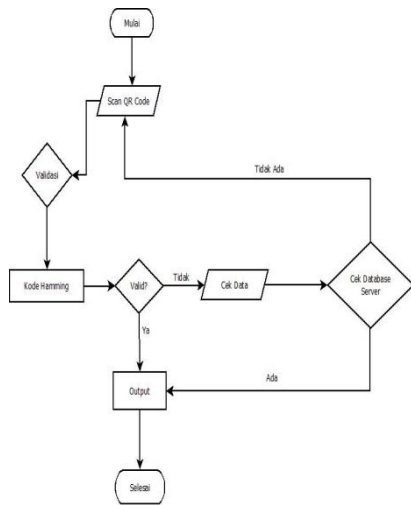 Mulai
Scan QR Code
Tidak Ada
Validasi
Kode Hamming
Valid?
Tidak
Cek Data
Cek Database
Server
Ya
Ada
Output
Selesai